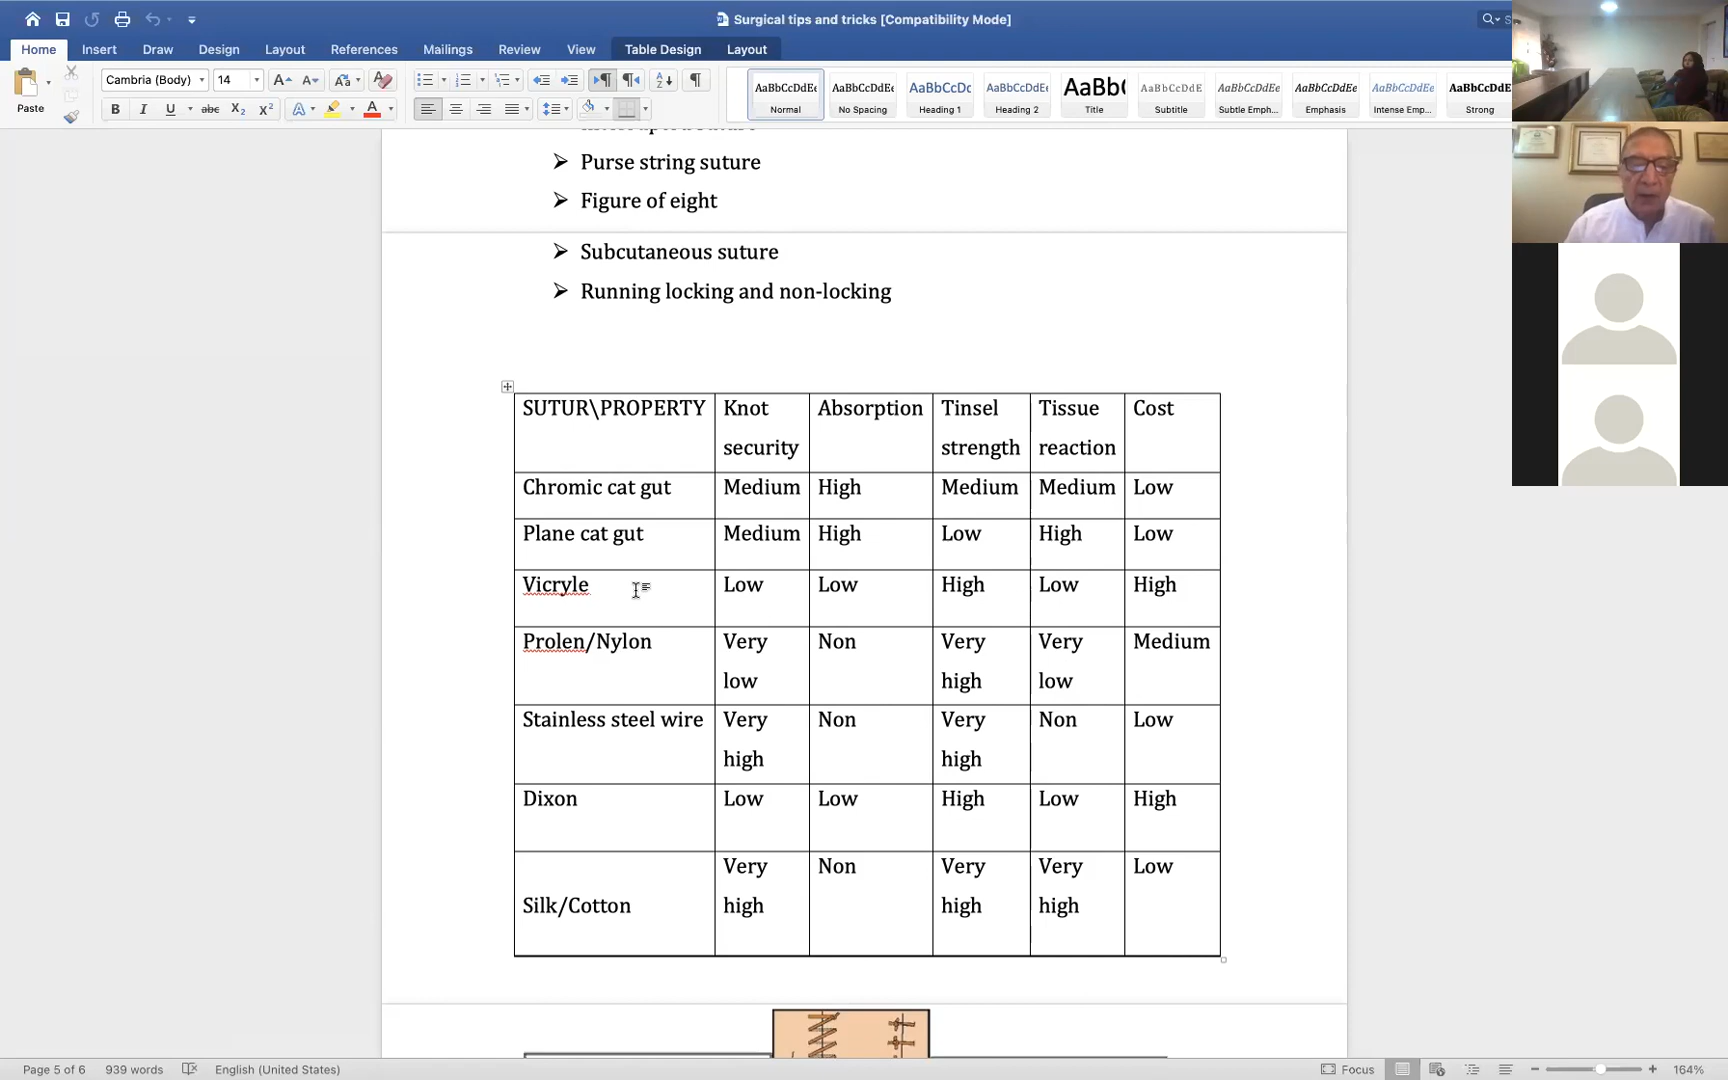 Surgical tips and tricks [Compatibility Mode]
Home Insert Draw Design Layout References Mailings Review View Table Design Layout
Paste
Cambria (Body) 14
AaBbCcDdEe AaBbCcDdEe AaBbCcDc AaBbCcDdEe AaBbC AaBbCcDdEe AaBbCcDdEe AaBbCcDdEe AaBbCcDdEe AaBbCcDd
Normal No Spacing Heading 1 Heading 2 Title Subtitle Subtle Emph... Emphasis Intense Emp... Strong
➢ Purse string suture
➢ Figure of eight
➢ Subcutaneous suture
➢ Running locking and non-locking
SUTUR\PROPERTY Knot security Absorption Tinsel strength Tissue reaction Cost
Chromic cat gut Medium High Medium Medium Low
Plane cat gut Medium High Low High Low
Vicryle Low Low High Low High
Prolen/Nylon Very low Non Very high Very low Medium
Stainless steel wire Very high Non Very high Non Low
Dixon Low Low High Low High
Silk/Cotton Very high Non Very high Very high Low
Page 5 of 6 939 words English (United States) Focus 164%